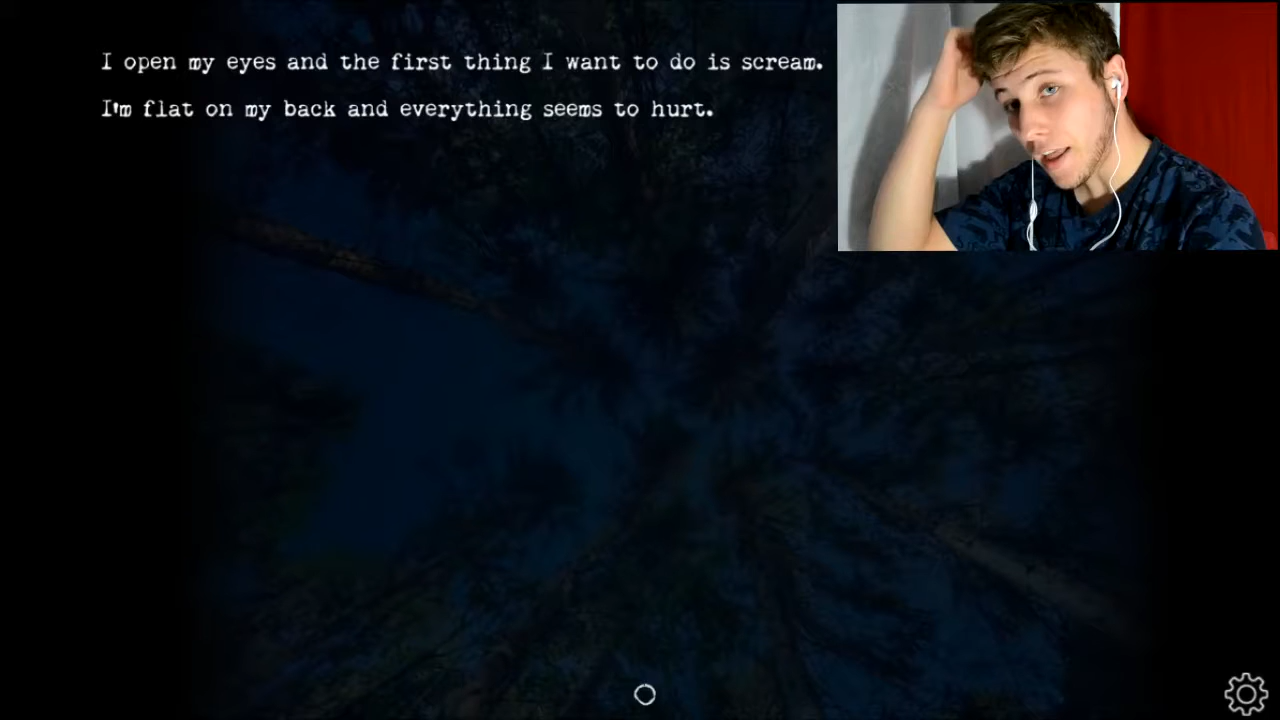 I open my eyes and the first thing I want to do is scream.
I'm flat on my back and everything seems to hurt.